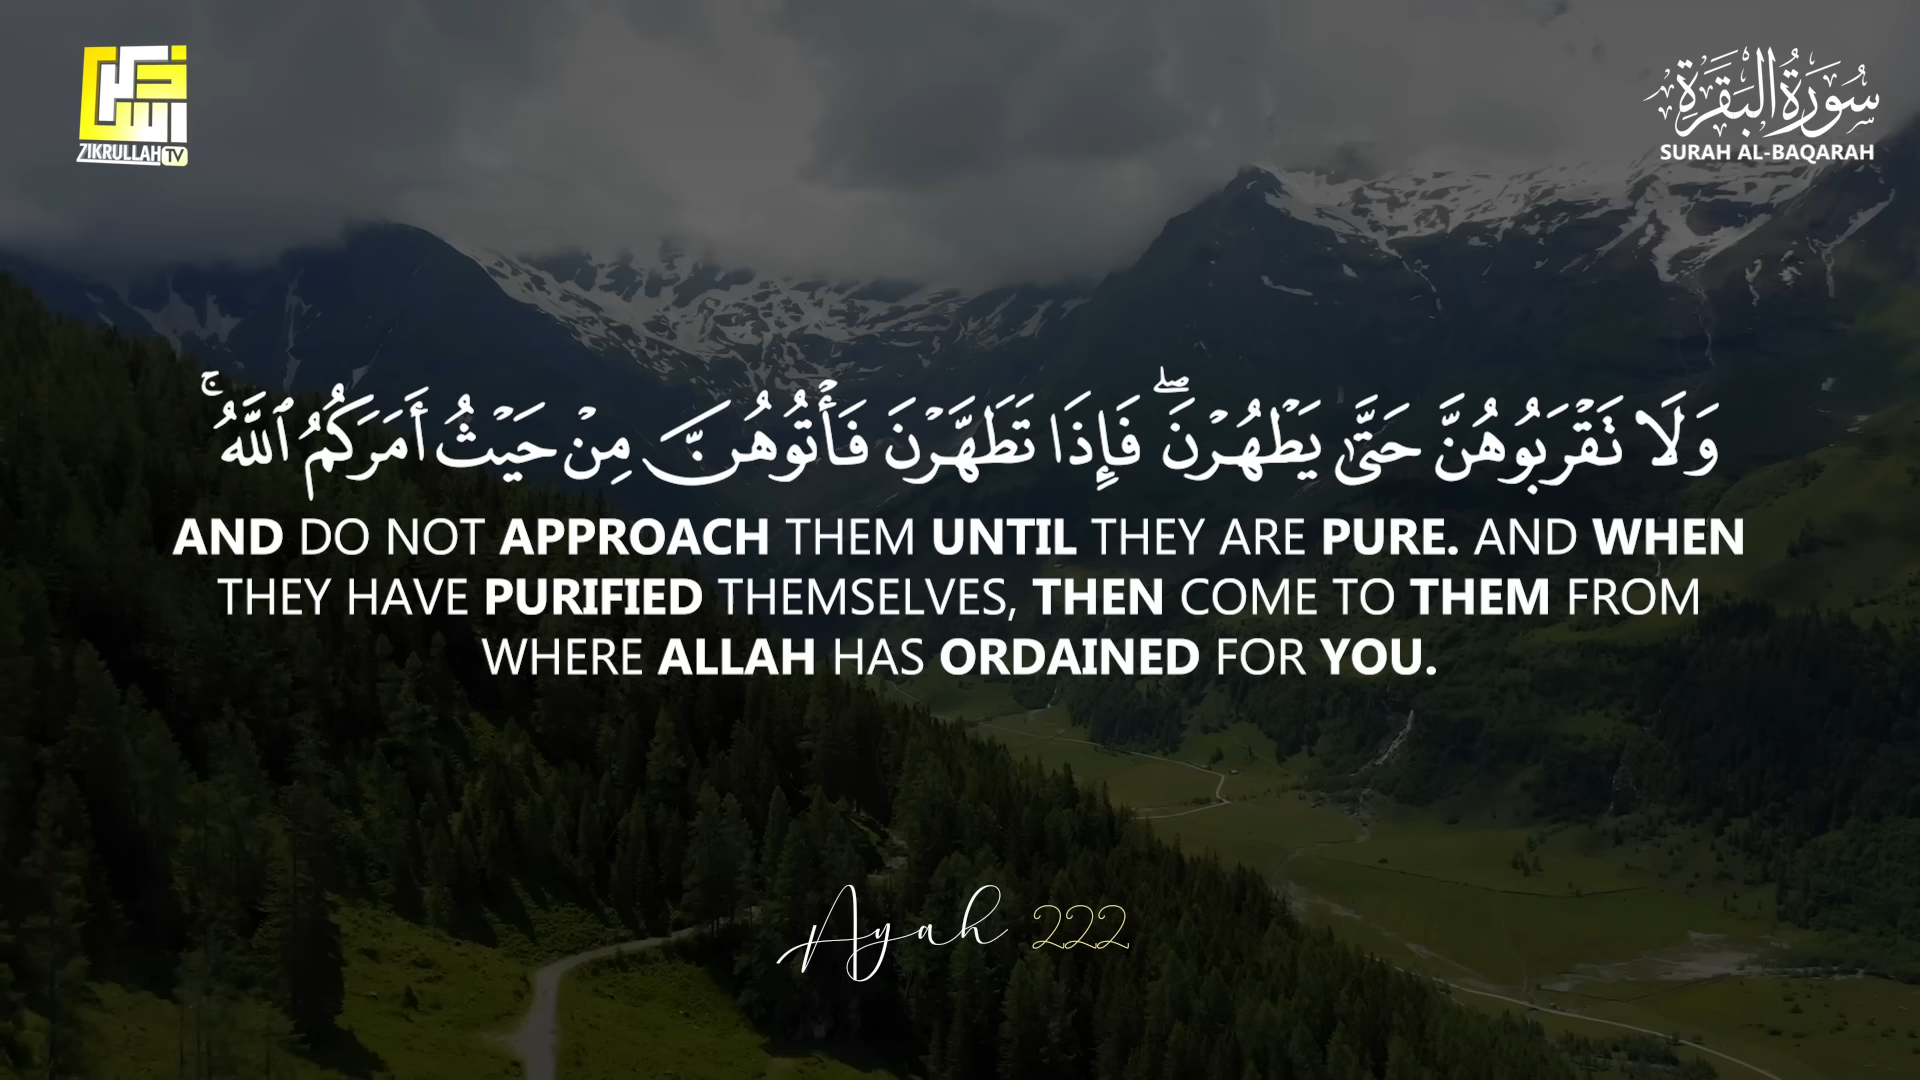 ذكر الله
ZIKRULLAH TV
سُورَةُ البَقَرَةِ
SURAH AL-BAQARAH
وَلَا تَقْرَبُوهُنَّ حَتَّىٰ يَطْهُرْنَ ۖ فَإِذَا تَطَهَّرْنَ فَأْتُوهُنَّ مِنْ حَيْثُ أَمَرَكُمُ ٱللَّهُ ۚ
AND DO NOT APPROACH THEM UNTIL THEY ARE PURE. AND WHEN
THEY HAVE PURIFIED THEMSELVES, THEN COME TO THEM FROM
WHERE ALLAH HAS ORDAINED FOR YOU.
Ayah 222